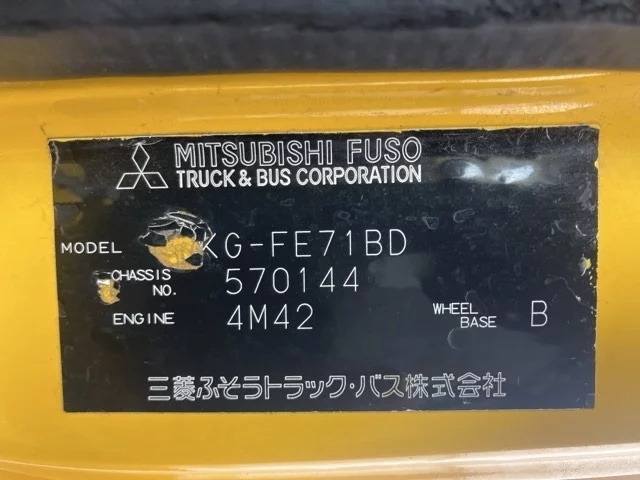 MITSUBISHI FUSO
TRUCK & BUS CORPORATION
MODEL KG-FE71BD
CHASSIS NO. 570144
ENGINE 4M42 WHEEL BASE B
三菱ふそうトラック・バス株式会社